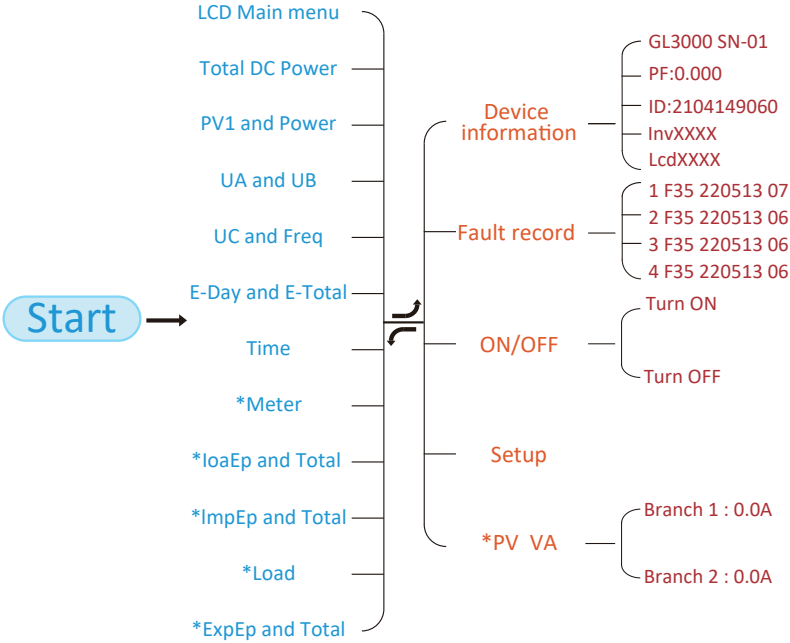 Start
LCD Main menu
Total DC Power
PV1 and Power
UA and UB
UC and Freq
E-Day and E-Total
Time
*Meter
*IoaEp and Total
*ImpEp and Total
*Load
*ExpEp and Total
Device
information
GL3000 SN-01
PF:0.000
ID:2104149060
InvXXXX
LcdXXXX
Fault record
1 F35 220513 07
2 F35 220513 06
3 F35 220513 06
4 F35 220513 06
ON/OFF
Turn ON
Turn OFF
Setup
*PV VA
Branch 1 : 0.0A
Branch 2 : 0.0A